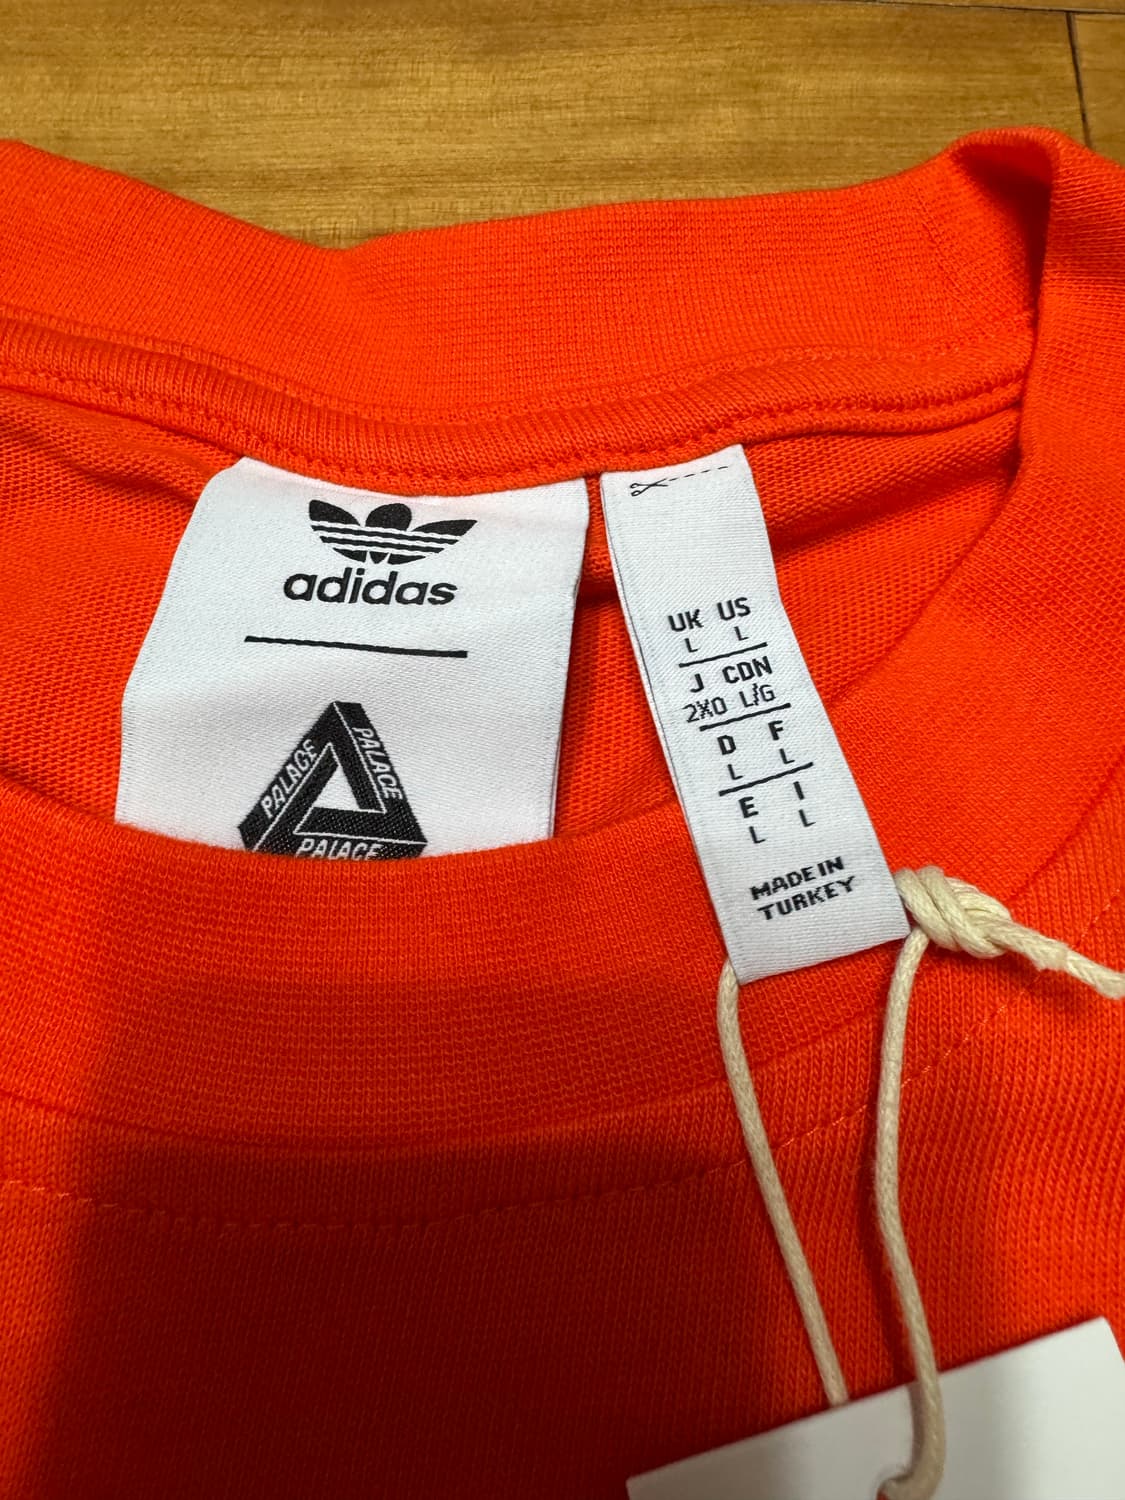 adidas
PALACE
PALACE
PALACE
UK US
L L
J CDN
2XO L/G
D F
L L
E I
L L
MADE IN
TURKEY